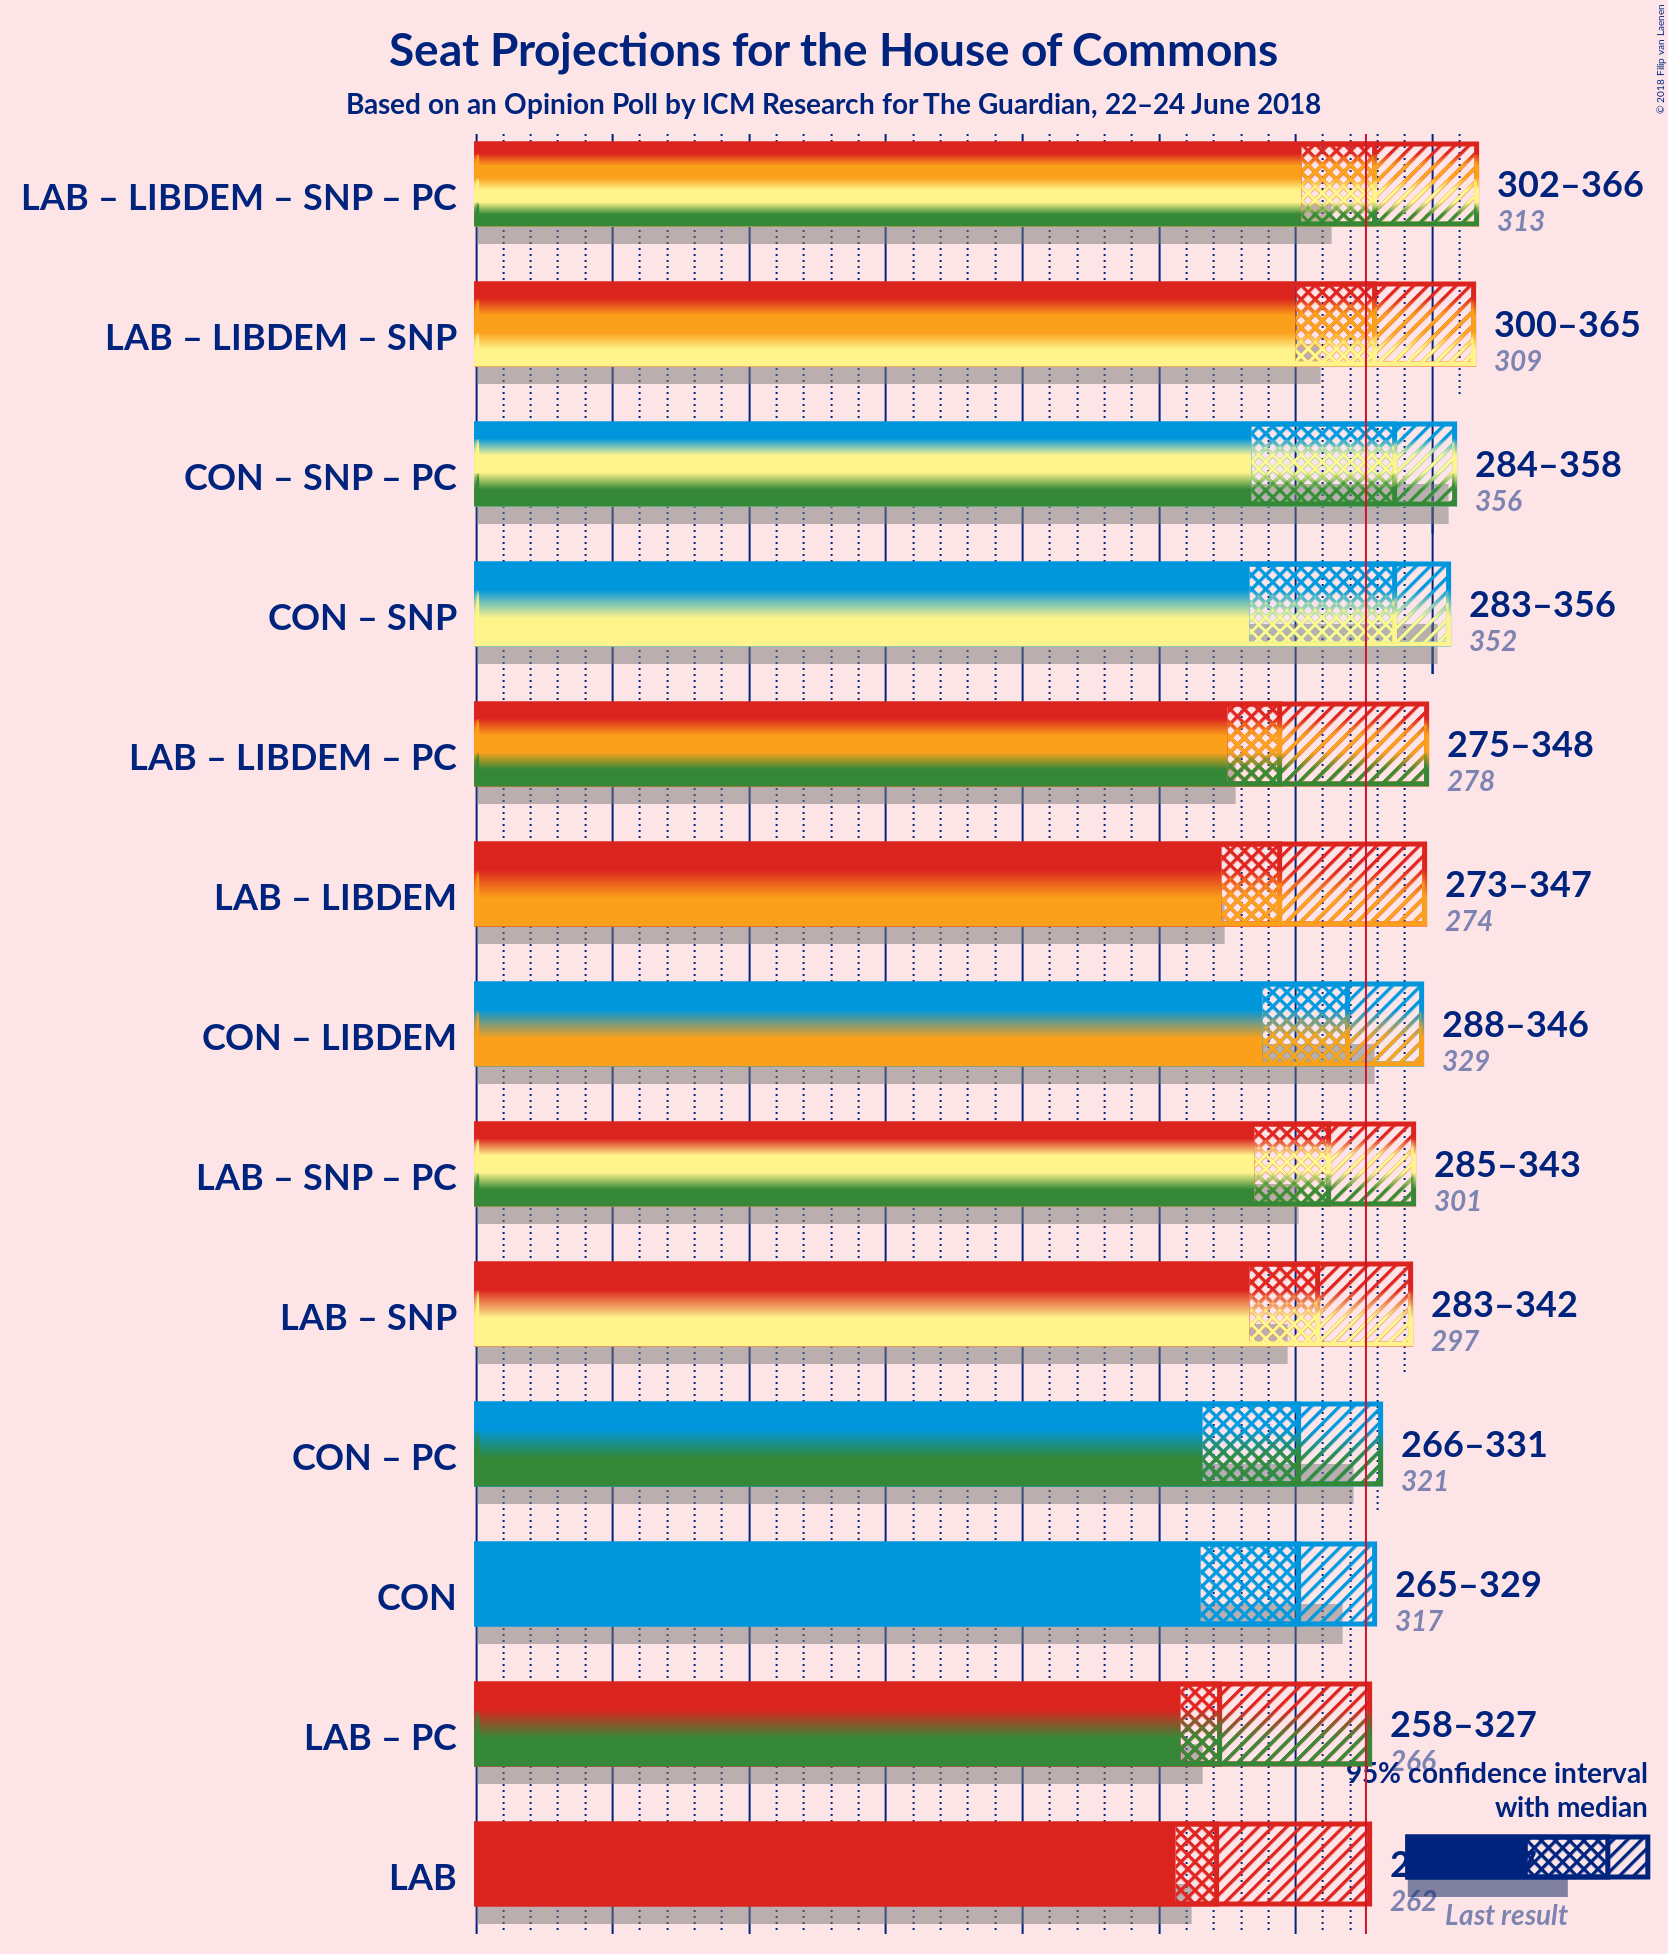 © 2018 Filip van Laenen
Seat Projections for the House of Commons
Based on an Opinion Poll by ICM Research for The Guardian, 22–24 June 2018
LAB – LIBDEM – SNP – PC
302–366
313
LAB – LIBDEM – SNP
300–365
309
CON – SNP – PC
284–358
356
CON – SNP
283–356
352
LAB – LIBDEM – PC
275–348
278
LAB – LIBDEM
273–347
274
CON – LIBDEM
288–346
329
LAB – SNP – PC
285–343
301
LAB – SNP
283–342
297
CON – PC
266–331
321
CON
265–329
317
LAB – PC
258–327
266
95% confidence interval
with median
LAB
262
Last result